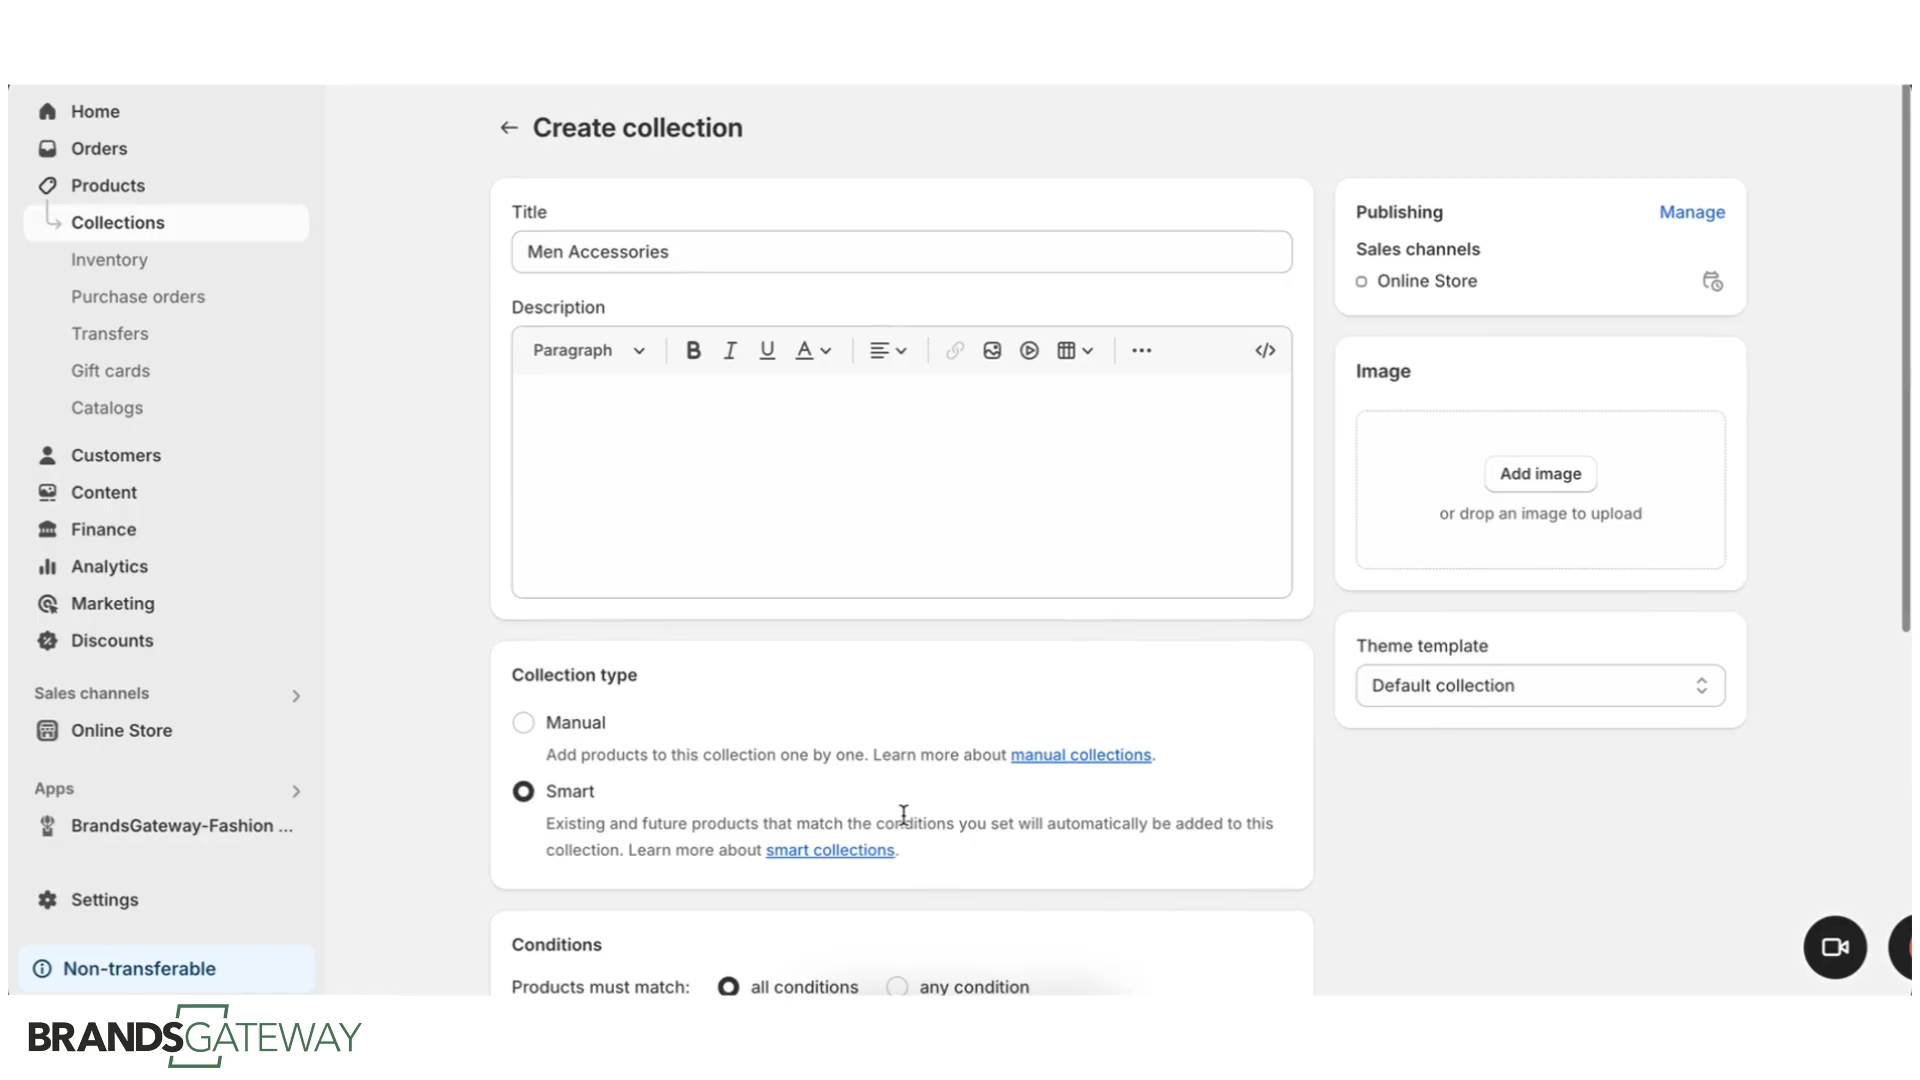 Home
Orders
Products
Collections
Inventory
Purchase orders
Transfers
Gift cards
Catalogs
Customers
Content
Finance
Analytics
Marketing
Discounts
Sales channels
Online Store
Apps
BrandsGateway-Fashion ...
Settings
Non-transferable
Create collection
Title
Men Accessories
Description
Paragraph
B I U A
Collection type
Manual
Add products to this collection one by one. Learn more about manual collections.
Smart
Existing and future products that match the conditions you set will automatically be added to this
collection. Learn more about smart collections.
Conditions
Products must match: all conditions any condition
Publishing Manage
Sales channels
Online Store
Image
Add image
or drop an image to upload
Theme template
Default collection
BRANDSGATEWAY